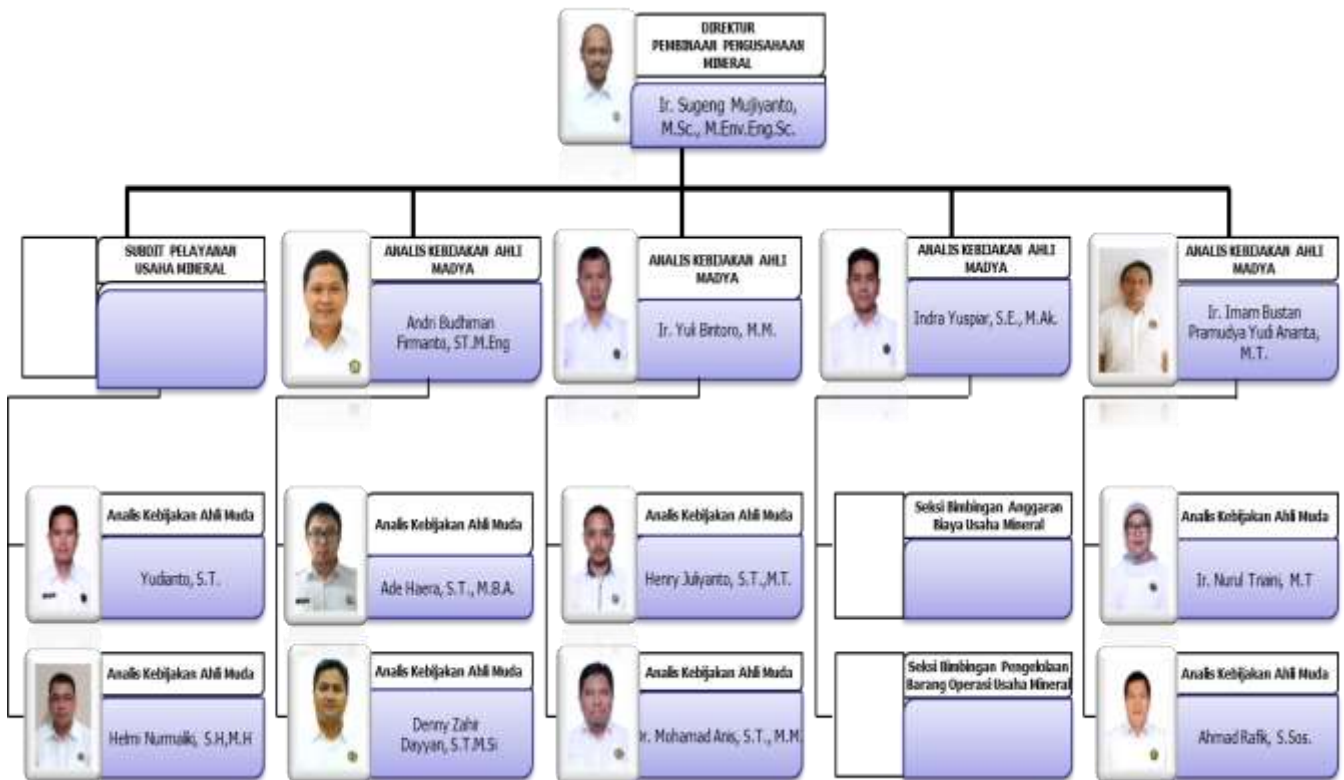 DIREKTUR
PEMBINAAN PENGUSAHAAN
MINERAL
Ir. Sugeng Mujiyanto,
M.Sc., M.Env.Eng.Sc.
SUBDIT PELAYANAN
USAHA MINERAL
ANALIS KEBIJAKAN AHLI
MADYA
Andri Budhiman
Firmanto, ST.M.Eng
ANALIS KEBIJAKAN AHLI
MADYA
Ir. Yuli Bintoro, M.M.
ANALIS KEBIJAKAN AHLI
MADYA
Indra Yuspiar, S.E., M.Ak.
ANALIS KEBIJAKAN AHLI
MADYA
Ir. Imam Bustan
Pramudya Yudi Ananta,
M.T.
Analis Kebijakan Ahli Muda
Yudianto, S.T.
Analis Kebijakan Ahli Muda
Ade Haera, S.T., M.B.A.
Analis Kebijakan Ahli Muda
Henry Juliyanto, S.T.,M.T.
Seksi Bimbingan Anggaran
Biaya Usaha Mineral
Analis Kebijakan Ahli Muda
Ir. Nurul Triaini, M.T
Analis Kebijakan Ahli Muda
Helmi Nurmaliki, S.H,M.H
Analis Kebijakan Ahli Muda
Denny Zahir
Dayyan, S.T.M.Si
Analis Kebijakan Ahli Muda
Dr. Mohamad Anis, S.T., M.M.
Seksi Bimbingan Pengelolaan
Barang Operasi Usaha Mineral
Analis Kebijakan Ahli Muda
Ahmad Rafik, S.Sos.